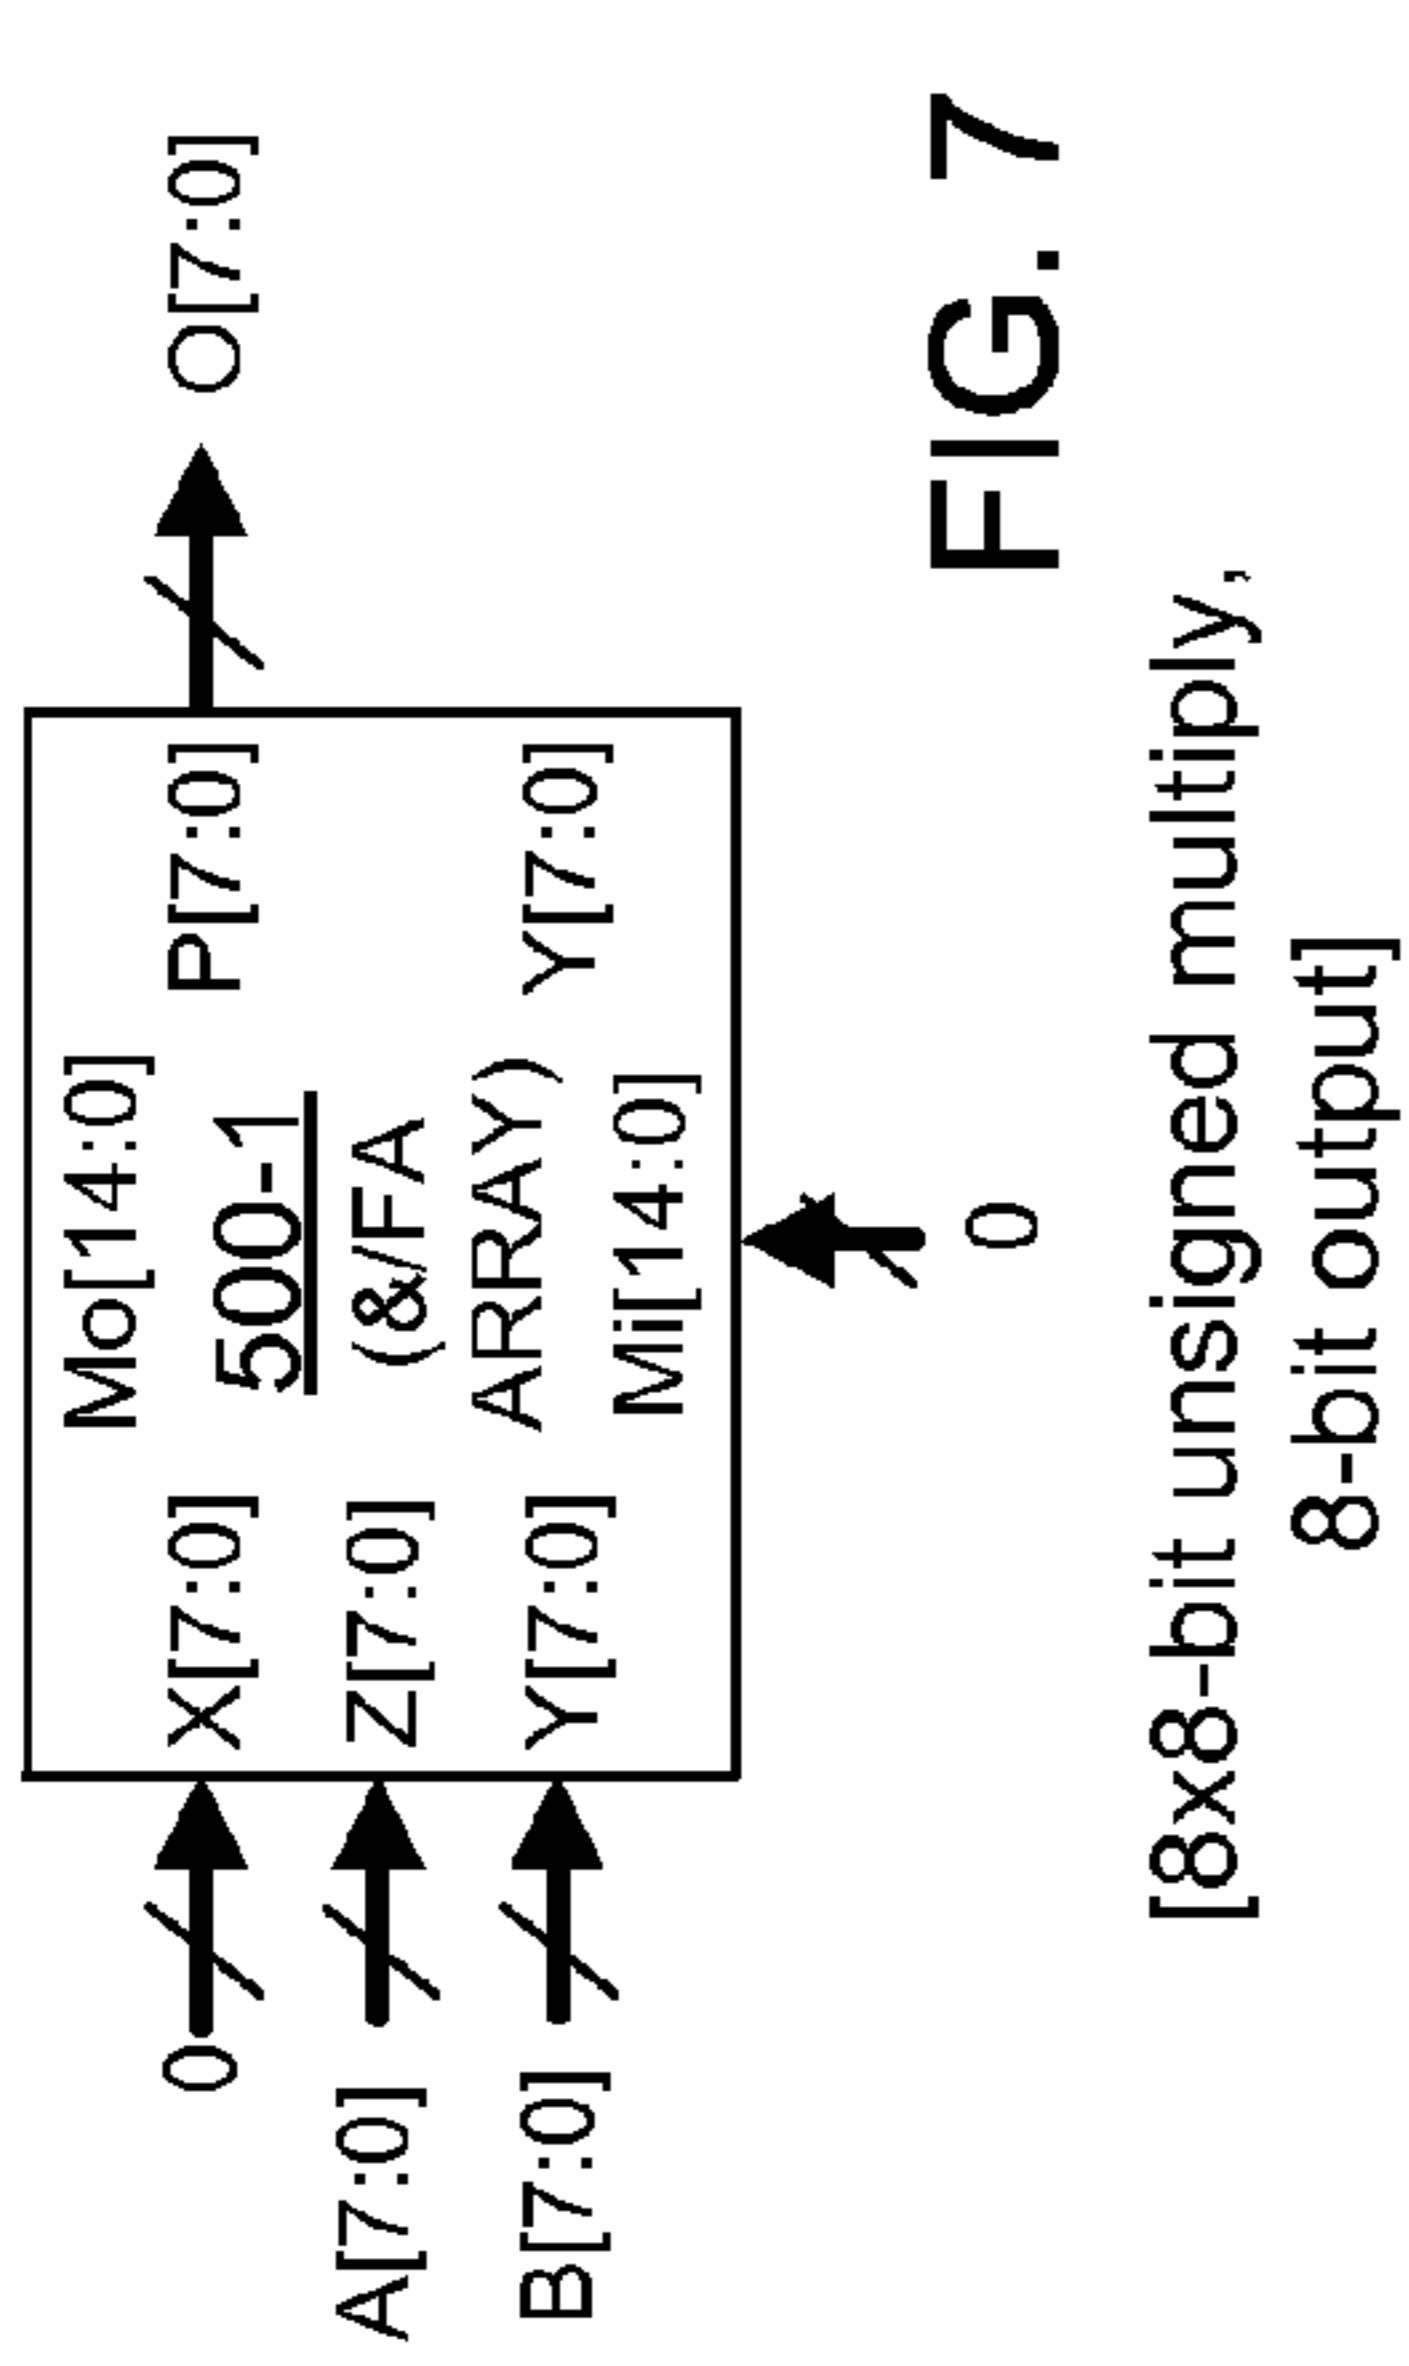 Mo[14:0]
0
X[7:0]
500-1
P[7:0]
O[7:0]
A[7:0]
Z[7:0]
(&/FA
B[7:0]
Y[7:0]
ARRAY)
Y[7:0]
Mi[14:0]
0
FIG. 7
[8x8-bit unsigned multiply,
8-bit output]